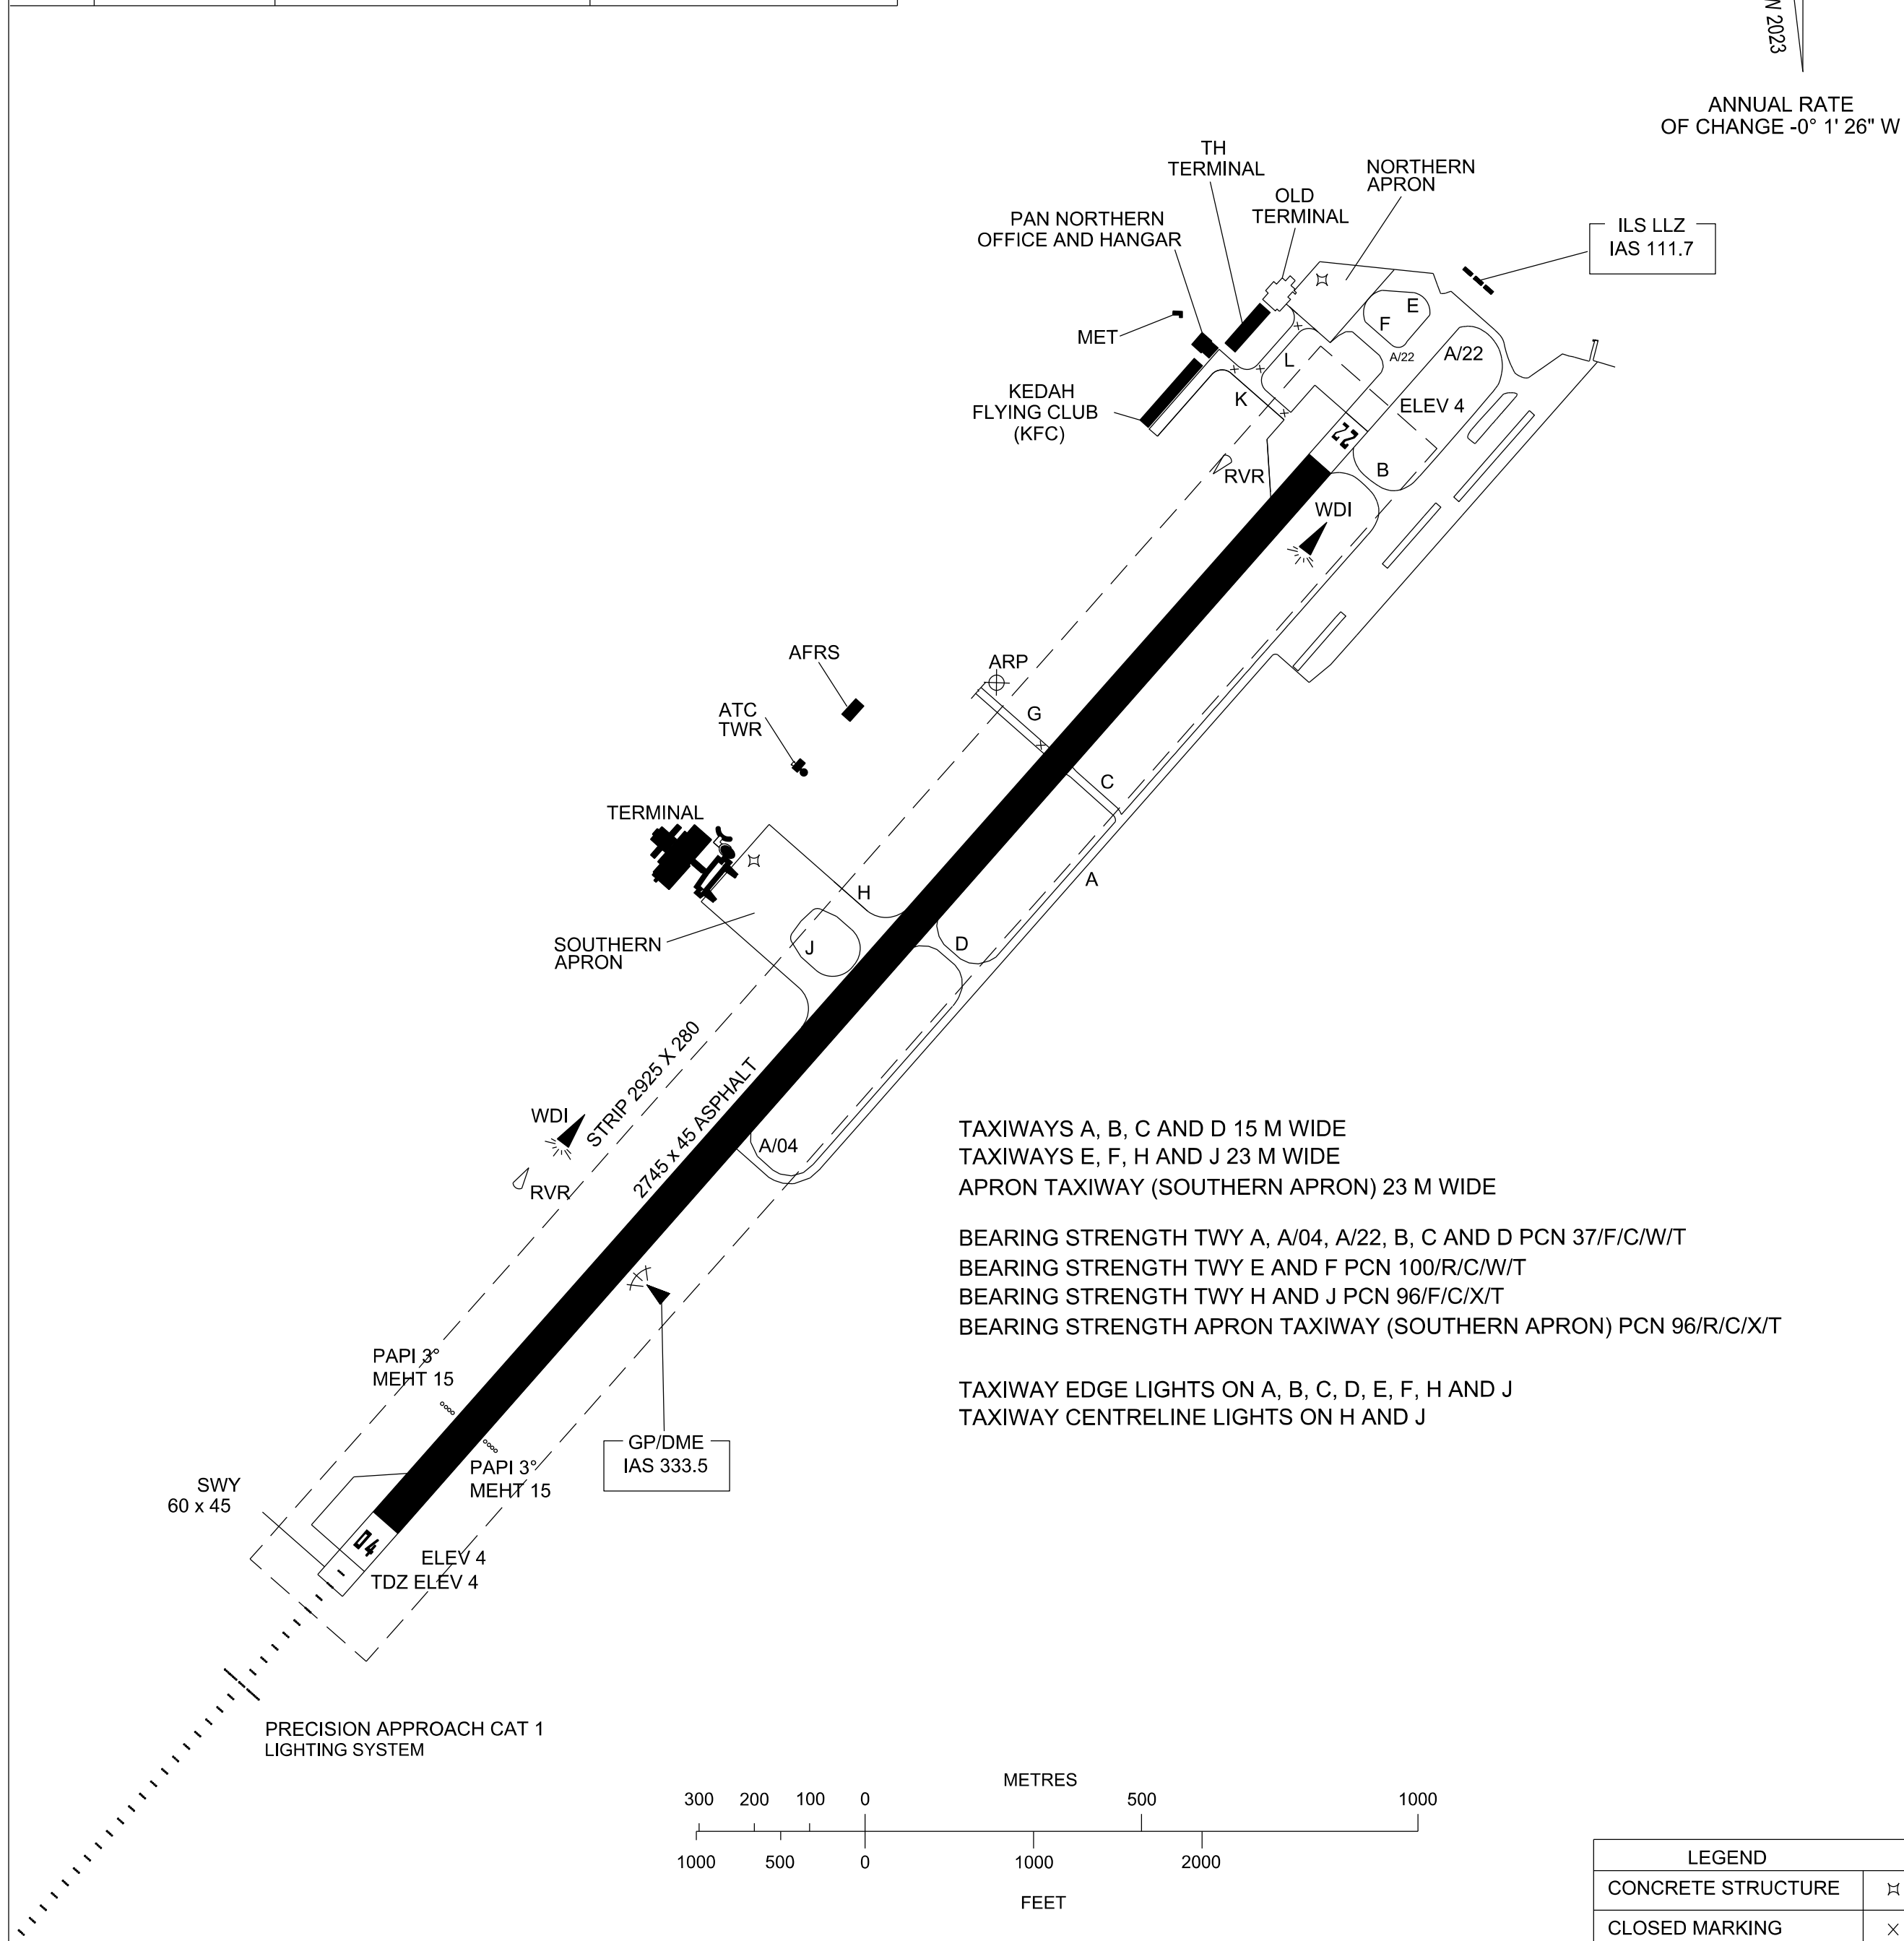 W 2023
ANNUAL RATE
OF CHANGE -0° 1' 26" W
TH
TERMINAL
NORTHERN
APRON
OLD
TERMINAL
PAN NORTHERN
OFFICE AND HANGAR
ILS LLZ
IAS 111.7
MET
E
F
A/22
A/22
L
KEDAH
FLYING CLUB
(KFC)
K
ELEV 4
22
B
RVR
WDI
AFRS
ARP
ATC
TWR
G
C
TERMINAL
A
H
SOUTHERN
APRON
J
D
STRIP 2925 X 280
2745 x 45 ASPHALT
WDI
A/04
RVR
TAXIWAYS A, B, C AND D 15 M WIDE
TAXIWAYS E, F, H AND J 23 M WIDE
APRON TAXIWAY (SOUTHERN APRON) 23 M WIDE
BEARING STRENGTH TWY A, A/04, A/22, B, C AND D PCN 37/F/C/W/T
BEARING STRENGTH TWY E AND F PCN 100/R/C/W/T
BEARING STRENGTH TWY H AND J PCN 96/F/C/X/T
BEARING STRENGTH APRON TAXIWAY (SOUTHERN APRON) PCN 96/R/C/X/T
TAXIWAY EDGE LIGHTS ON A, B, C, D, E, F, H AND J
TAXIWAY CENTRELINE LIGHTS ON H AND J
PAPI 3°
MEHT 15
GP/DME
IAS 333.5
PAPI 3°
MEHT 15
SWY
60 x 45
04
ELEV 4
TDZ ELEV 4
PRECISION APPROACH CAT 1
LIGHTING SYSTEM
METRES
300 200 100 0 500 1000
1000 500 0 1000 2000
FEET
LEGEND
CONCRETE STRUCTURE
CLOSED MARKING